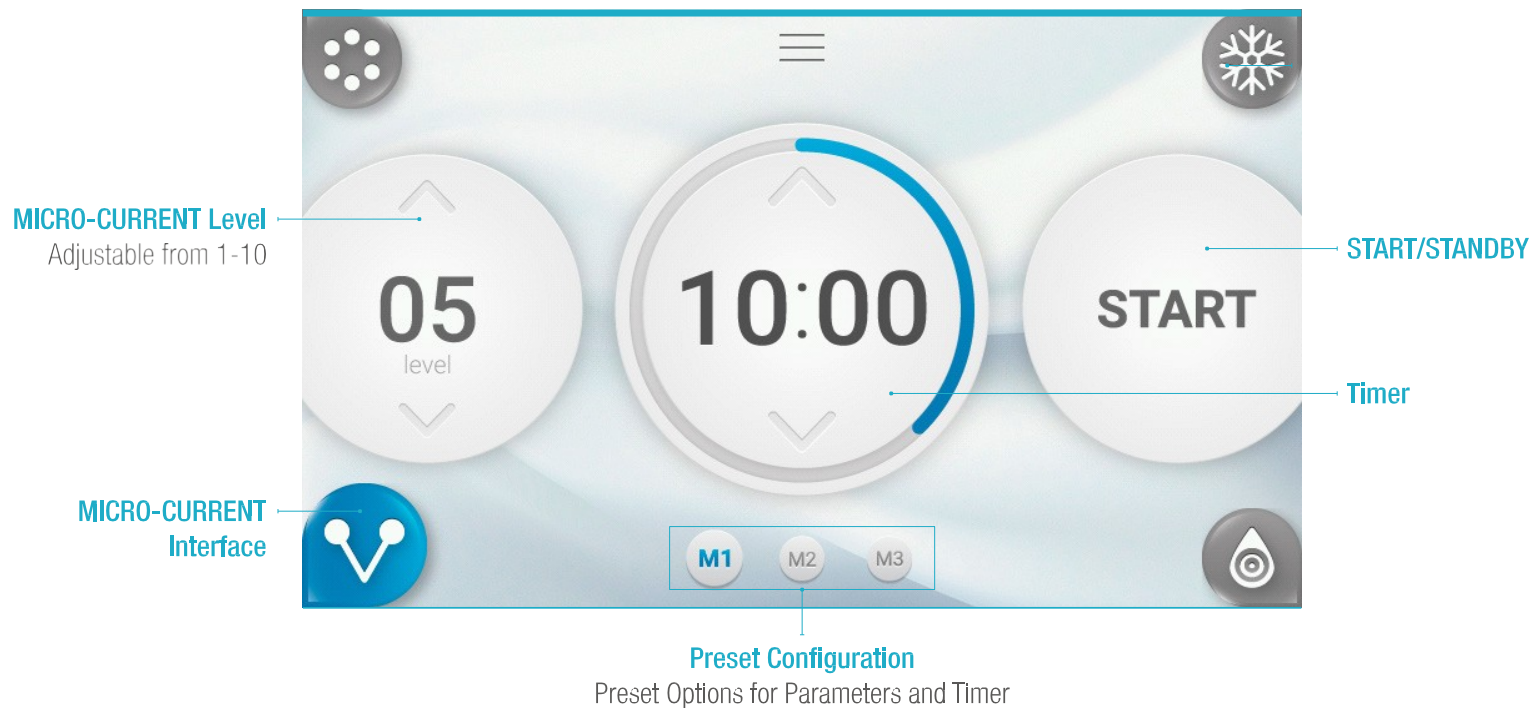 MICRO-CURRENT Level
Adjustable from 1-10
05
level
10:00
START
START/STANDBY
Timer
MICRO-CURRENT
Interface
M1 M2 M3
Preset Configuration
Preset Options for Parameters and Timer